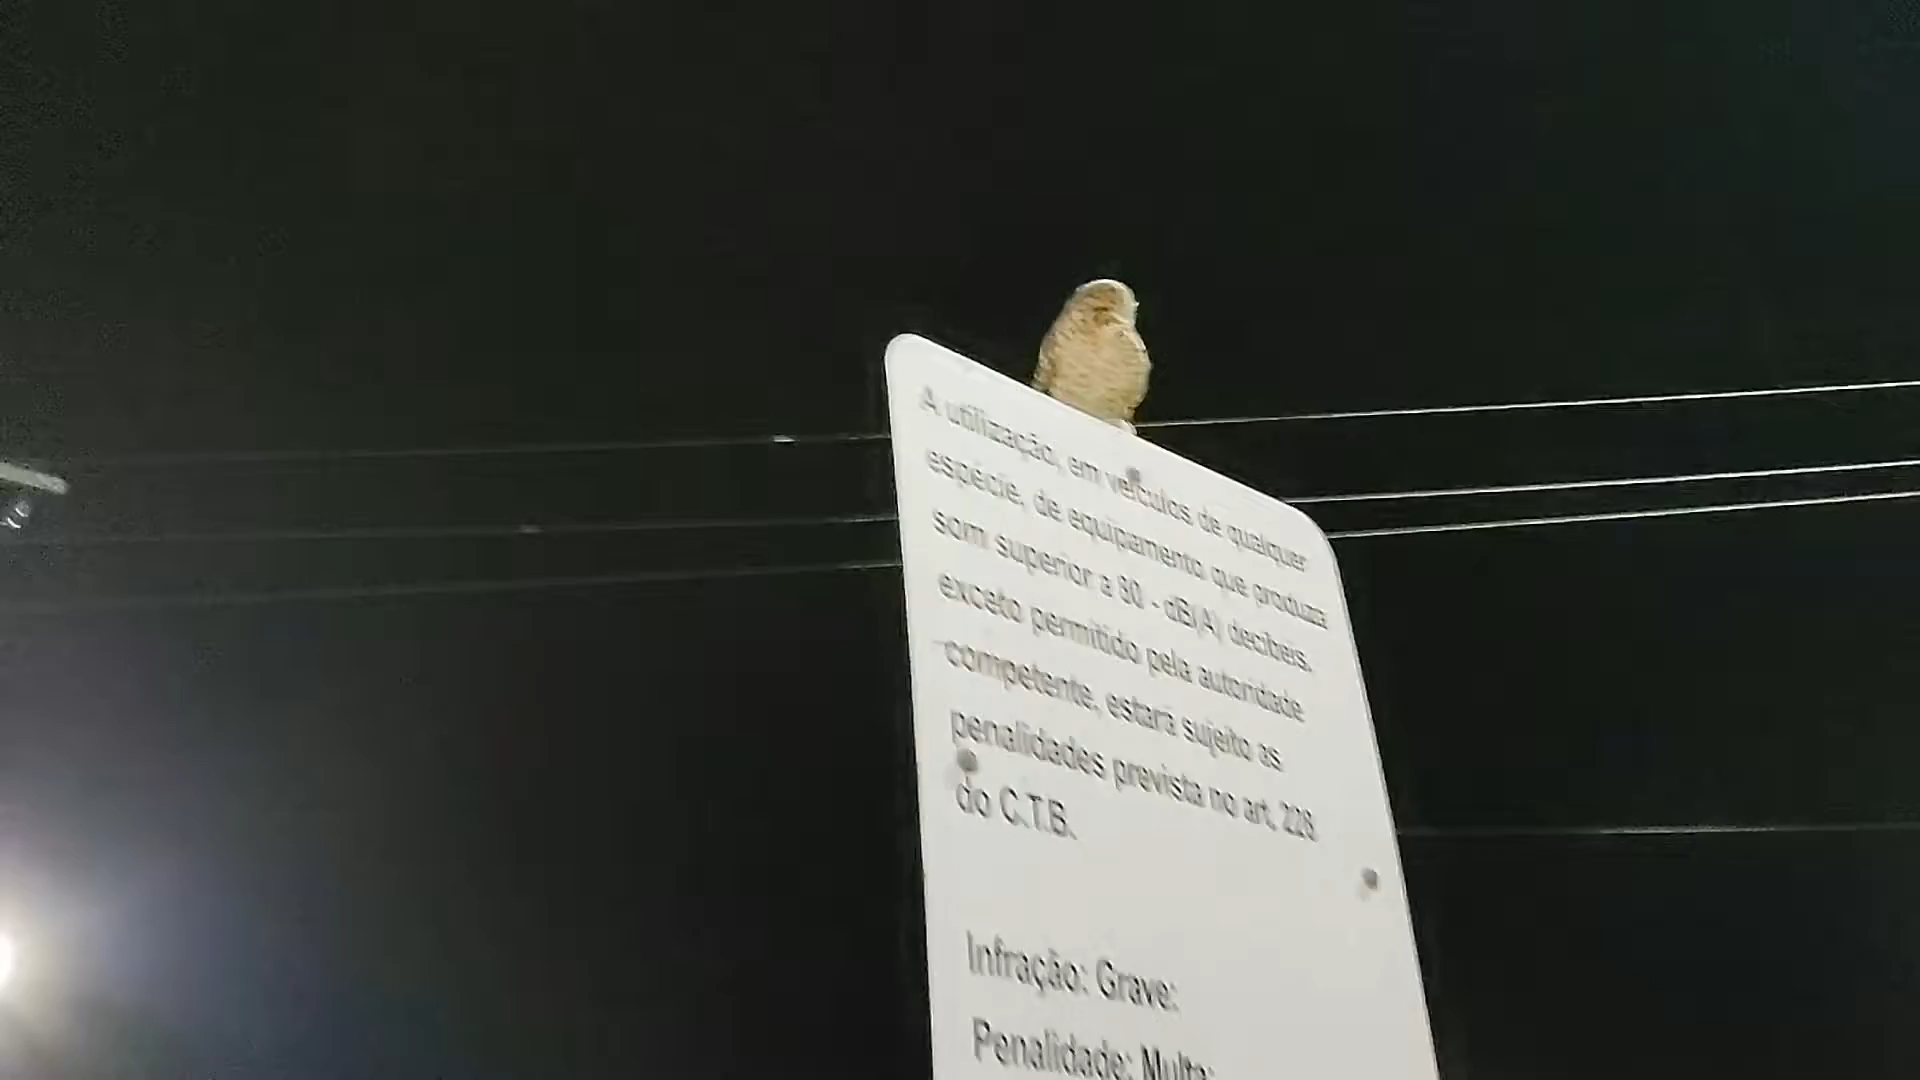 A utilização, em veículos de qualquer
espécie, de equipamento que produza
som superior a 80 - dB(A) decibeis,
exceto permitido pela autoridade
competente, estará sujeito as
penalidades prevista no art. 228
do C.T.B.
Infração: Grave:
Penalidade: Multa: